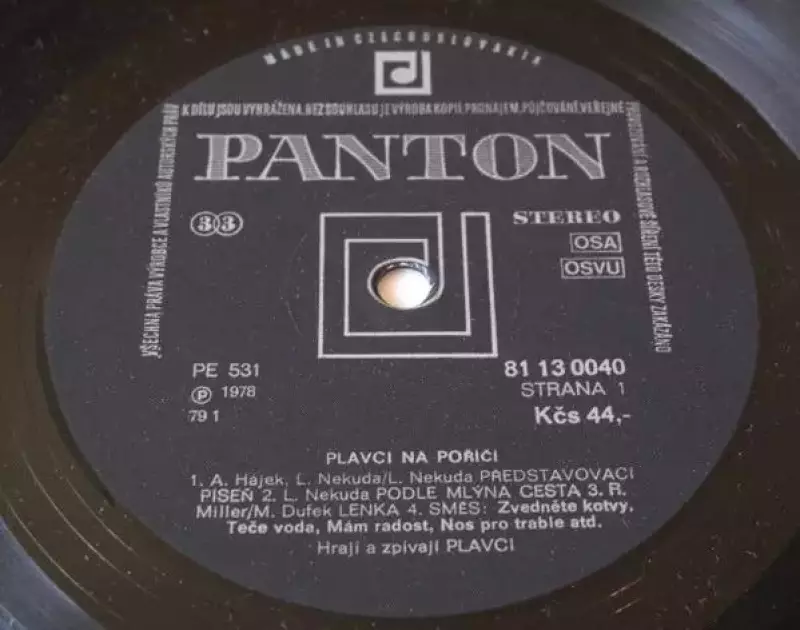 MADE IN CZECHOSLOVAKIA
VŠECHNA PRÁVA VÝROBCE A VLASTNÍKŮ AUTORSKÝCH PRÁV
K DÍLU JSOU VYHRAZENA. BEZ SOUHLASU JE VÝROBA KOPIÍ, PRONAJEM, PŮJČOVÁNÍ, VEŘEJNÉ
PROVOZOVÁNÍ A ROZHLASOVÉ ŠÍŘENÍ TÉTO DESKY ZAKÁZÁNO
PANTON
33
STEREO
OSA
OSVU
PE 531
81 13 0040
Ⓟ 1978
STRANA 1
79 1
Kčs 44,-
PLAVCI NA POŘÍČÍ
1. A. Hájek, L. Nekuda/L. Nekuda PŘEDSTAVOVACÍ
PÍSEŇ 2. L. Nekuda PODLE MLÝNA CESTA 3. R.
Miller/M. Dufek LENKA 4. SMĚS: Zvedněte kotvy,
Teče voda, Mám radost, Nos pro trable atd.
Hrají a zpívají PLAVCI